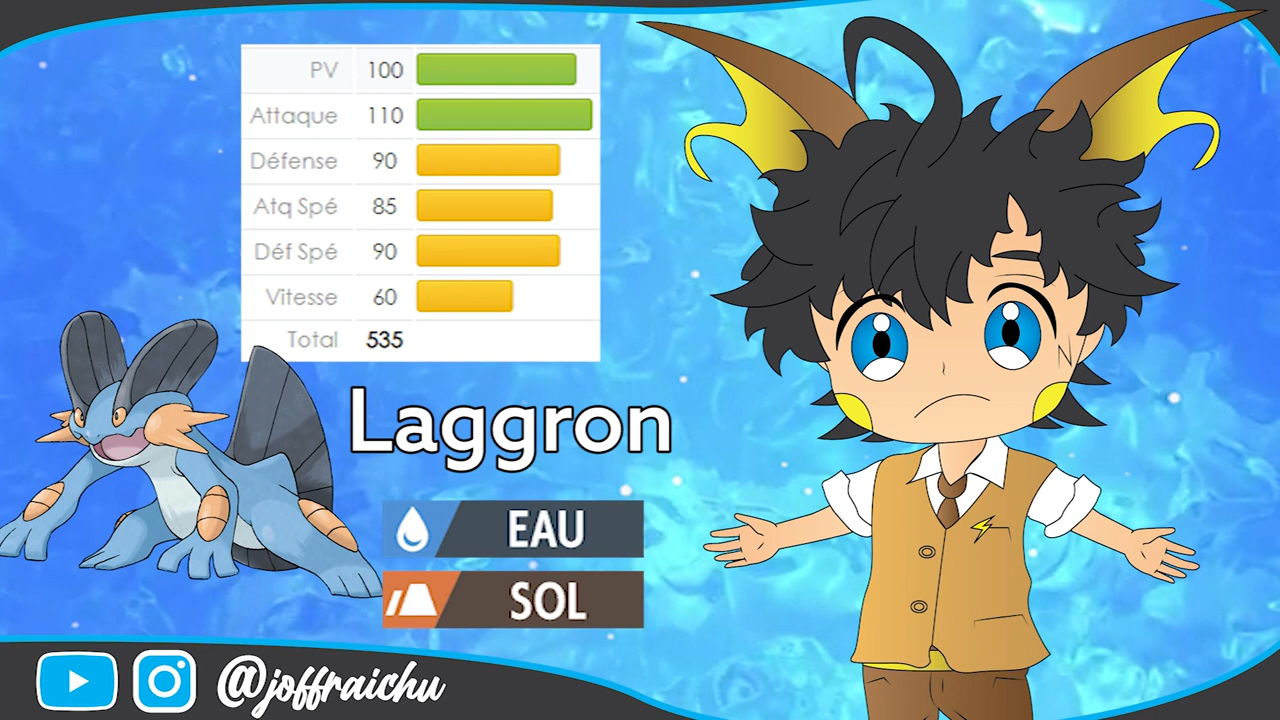 PV 100
Attaque 110
Défense 90
Atq Spé 85
Déf Spé 90
Vitesse 60
Total 535
Laggron
EAU
SOL
@joffraichu